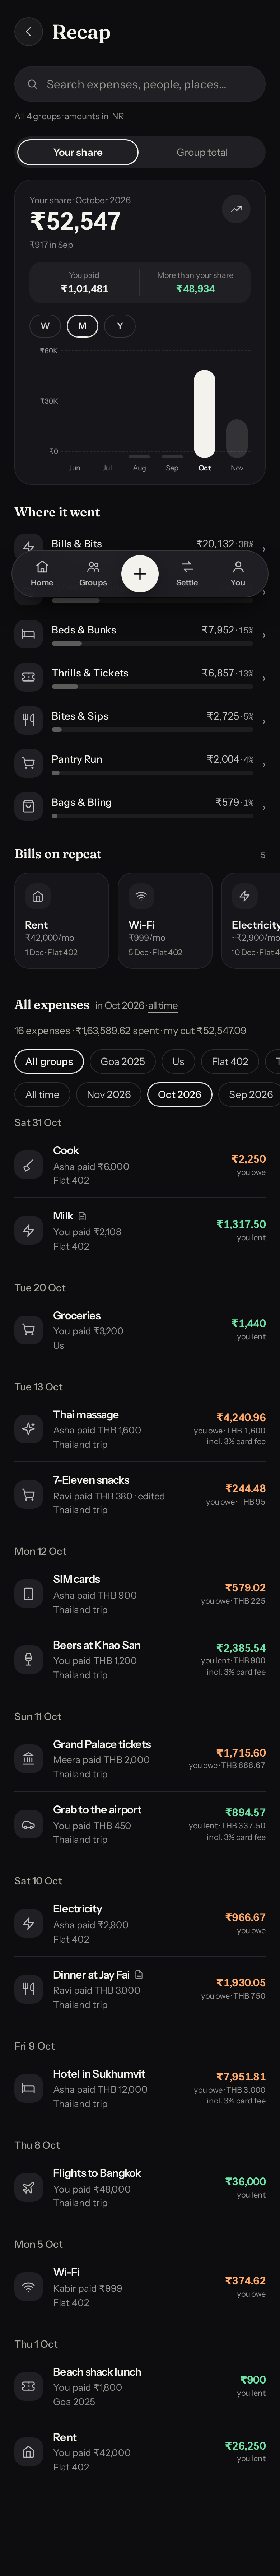 Recap
Search expenses, people, places...
All 4 groups · amounts in INR
Your share
Group total
Your share · October 2026
₹52,547
₹917 in Sep
You paid
₹1,01,481
More than your share
₹48,934
W M Y
₹60K
₹30K
₹0
Jun Jul Aug Sep Oct Nov
Where it went
Bills & Bits ₹20,132 · 38%
Home Groups Settle You
Beds & Bunks ₹7,952 · 15%
Thrills & Tickets ₹6,857 · 13%
Bites & Sips ₹2,725 · 5%
Pantry Run ₹2,004 · 4%
Bags & Bling ₹579 · 1%
Bills on repeat 5
Rent
₹42,000/mo
1 Dec · Flat 402
Wi-Fi
₹999/mo
5 Dec · Flat 402
Electricity
~₹2,900/mo
10 Dec · Flat 4
All expenses in Oct 2026 · all time
16 expenses · ₹1,63,589.62 spent · my cut ₹52,547.09
All groups Goa 2025 Us Flat 402 T
All time Nov 2026 Oct 2026 Sep 2026
Sat 31 Oct
Cook
Asha paid ₹6,000
Flat 402
₹2,250
you owe
Milk
You paid ₹2,108
Flat 402
₹1,317.50
you lent
Tue 20 Oct
Groceries
You paid ₹3,200
Us
₹1,440
you lent
Tue 13 Oct
Thai massage
Asha paid THB 1,600
Thailand trip
₹4,240.96
you owe · THB 1,600
incl. 3% card fee
7-Eleven snacks
Ravi paid THB 380 · edited
Thailand trip
₹244.48
you owe · THB 95
Mon 12 Oct
SIM cards
Asha paid THB 900
Thailand trip
₹579.02
you owe · THB 225
Beers at Khao San
You paid THB 1,200
Thailand trip
₹2,385.54
you lent · THB 900
incl. 3% card fee
Sun 11 Oct
Grand Palace tickets
Meera paid THB 2,000
Thailand trip
₹1,715.60
you owe · THB 666.67
Grab to the airport
You paid THB 450
Thailand trip
₹894.57
you lent · THB 337.50
incl. 3% card fee
Sat 10 Oct
Electricity
Asha paid ₹2,900
Flat 402
₹966.67
you owe
Dinner at Jay Fai
Ravi paid THB 3,000
Thailand trip
₹1,930.05
you owe · THB 750
Fri 9 Oct
Hotel in Sukhumvit
Asha paid THB 12,000
Thailand trip
₹7,951.81
you owe · THB 3,000
incl. 3% card fee
Thu 8 Oct
Flights to Bangkok
You paid ₹48,000
Thailand trip
₹36,000
you lent
Mon 5 Oct
Wi-Fi
Kabir paid ₹999
Flat 402
₹374.62
you owe
Thu 1 Oct
Beach shack lunch
You paid ₹1,800
Goa 2025
₹900
you lent
Rent
You paid ₹42,000
Flat 402
₹26,250
you lent